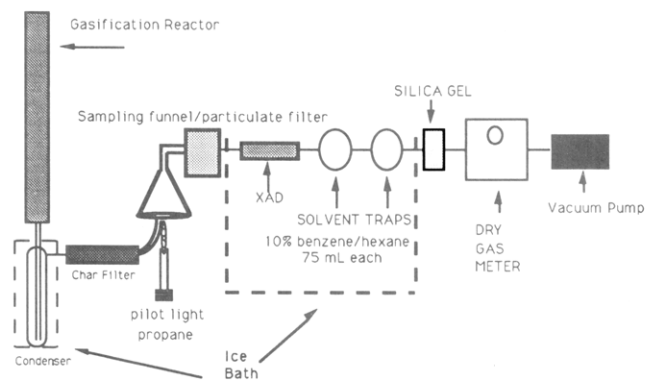 Gasification Reactor
SILICA GEL
Sampling funnel/particulate filter
XAD
SOLVENT TRAPS
10% benzene/hexane
75 mL each
DRY
GAS
METER
Vacuum Pump
Char Filter
pilot light
propane
Condenser
Ice
Bath